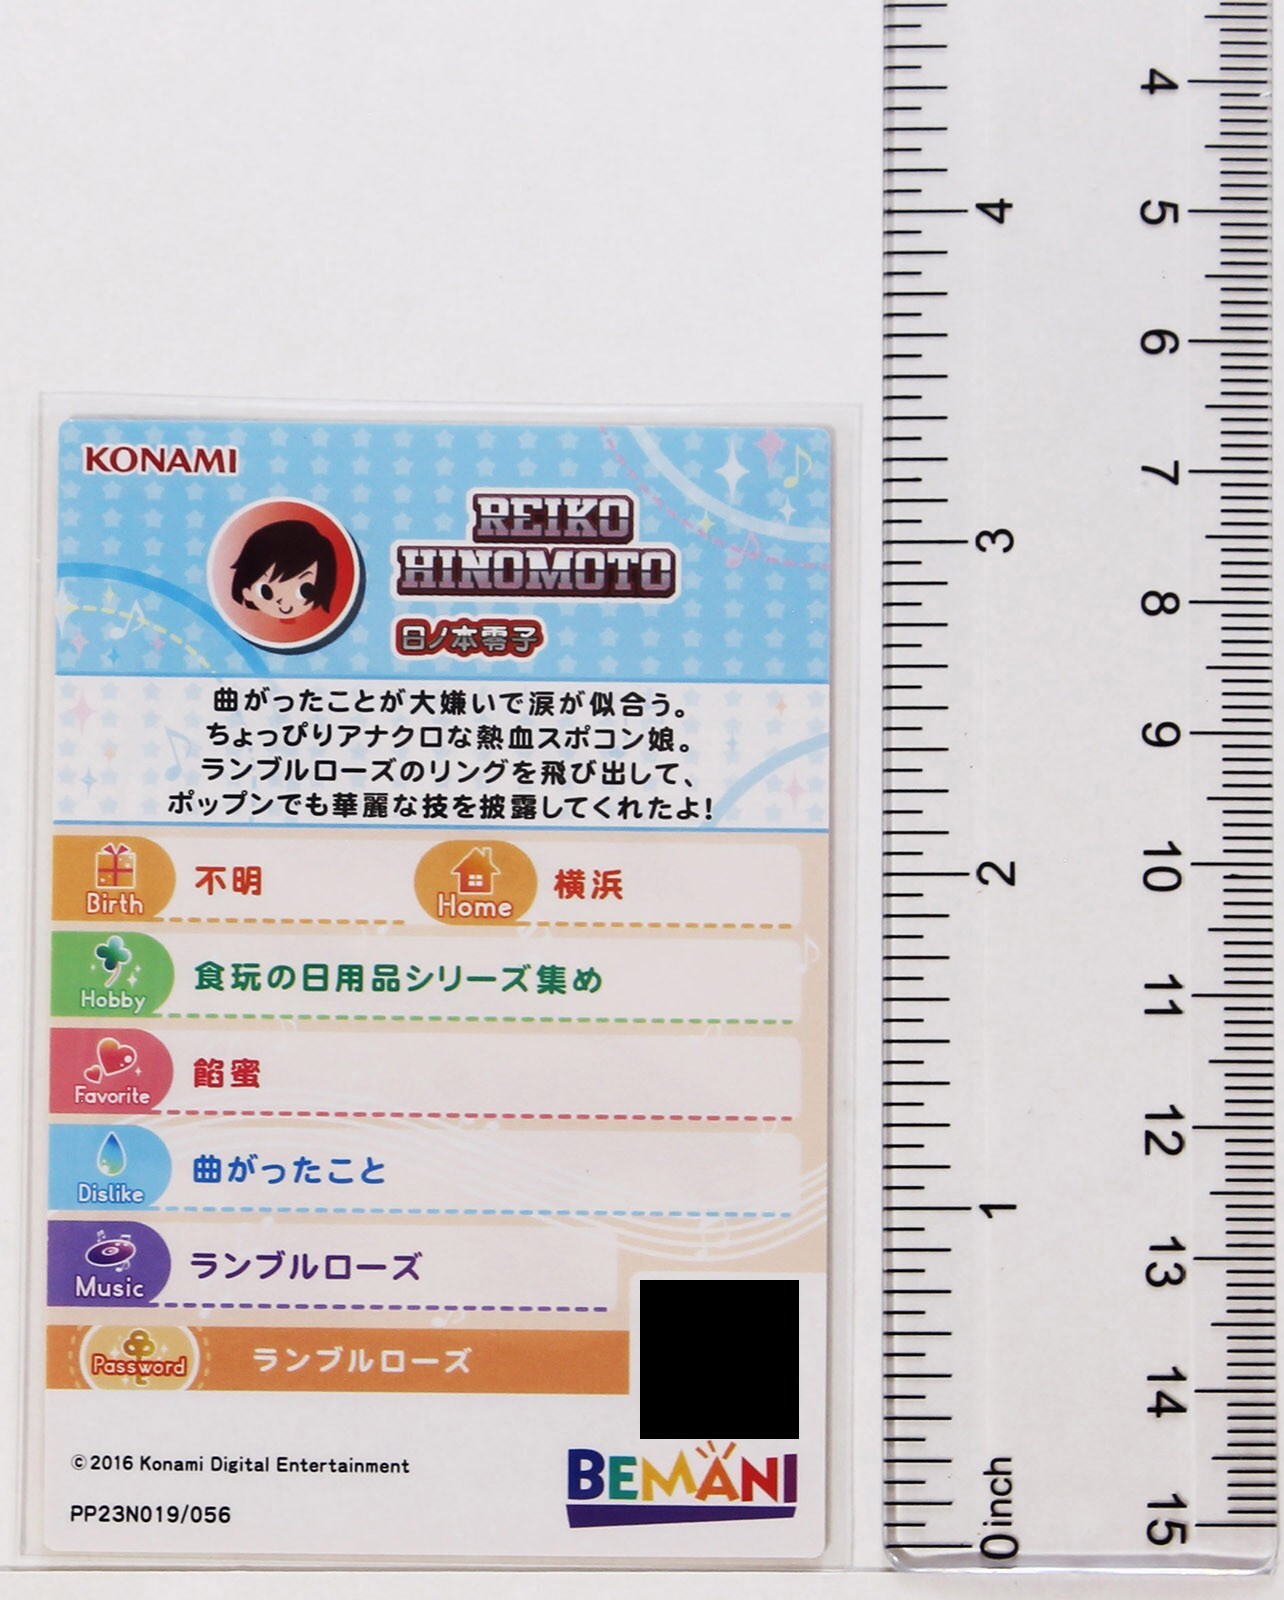 KONAMI
REIKO
HINOMOTO
日ノ本零子
曲がったことが大嫌いで涙が似合う。
ちょっぴりアナクロな熱血スポコン娘。
ランブルローズのリングを飛び出して、
ポップンでも華麗な技を披露してくれたよ!
Birth 不明 Home 横浜
Hobby 食玩の日用品シリーズ集め
Favorite 餡蜜
Dislike 曲がったこと
Music ランブルローズ
Password ランブルローズ
©2016 Konami Digital Entertainment
PP23N019/056
BEMANI
4
3
2
1
0 inch
4
5
6
7
8
9
10
11
12
13
14
15